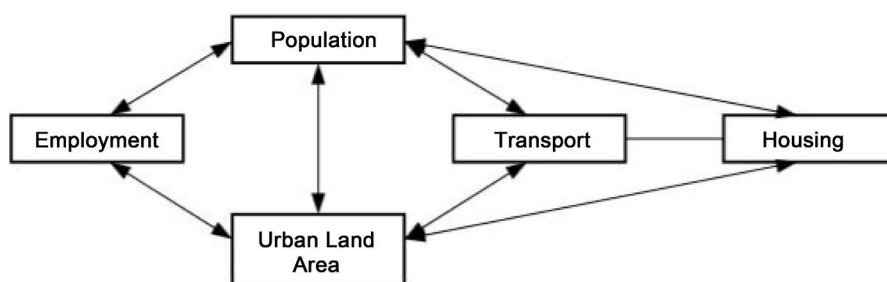 Population
Employment
Transport
Housing
Urban Land
Area